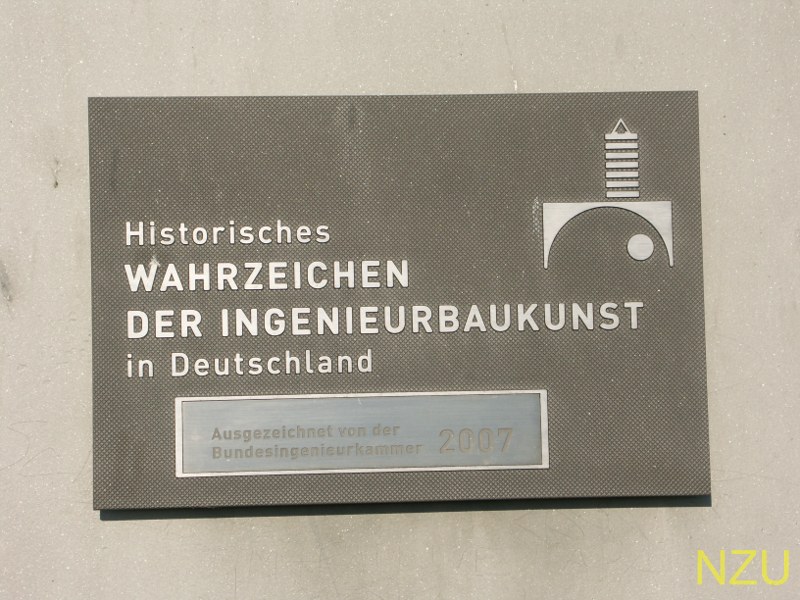 Historisches
WAHRZEICHEN
DER INGENIEURBAUKUNST
in Deutschland
Ausgezeichnet von der
Bundesingenieurkammer 2007
NZU